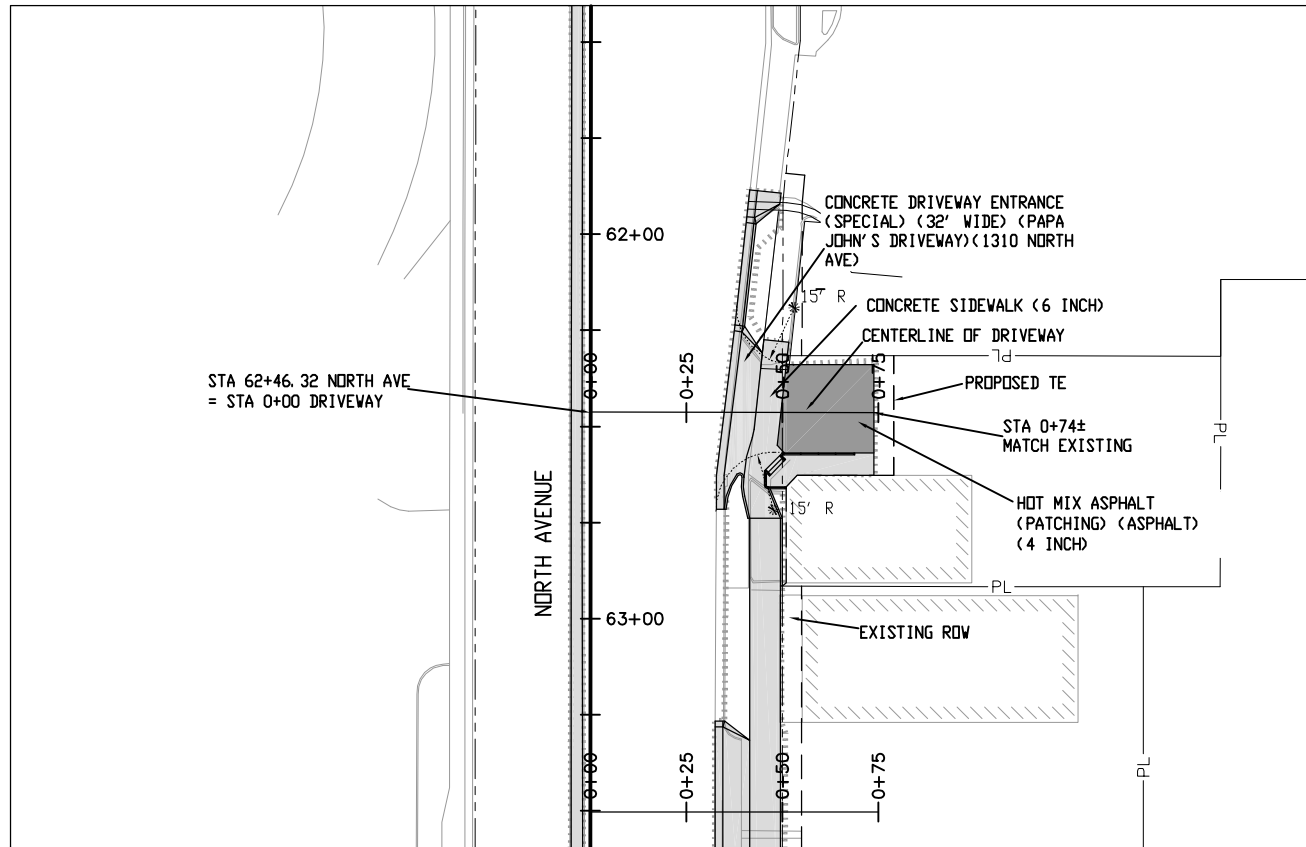 CONCRETE DRIVEWAY ENTRANCE
(SPECIAL) (32' WIDE) (PAPA
JOHN'S DRIVEWAY)(1310 NORTH
AVE)
62+00
15' R
CONCRETE SIDEWALK (6 INCH)
CENTERLINE OF DRIVEWAY
PL
0+00
0+25
0+50
0+75
PROPOSED TE
STA 62+46.32 NORTH AVE
= STA 0+00 DRIVEWAY
STA 0+74±
MATCH EXISTING
PL
HOT MIX ASPHALT
(PATCHING) (ASPHALT)
(4 INCH)
15' R
NORTH AVENUE
PL
63+00
EXISTING ROW
0+00
0+25
0+50
0+75
PL